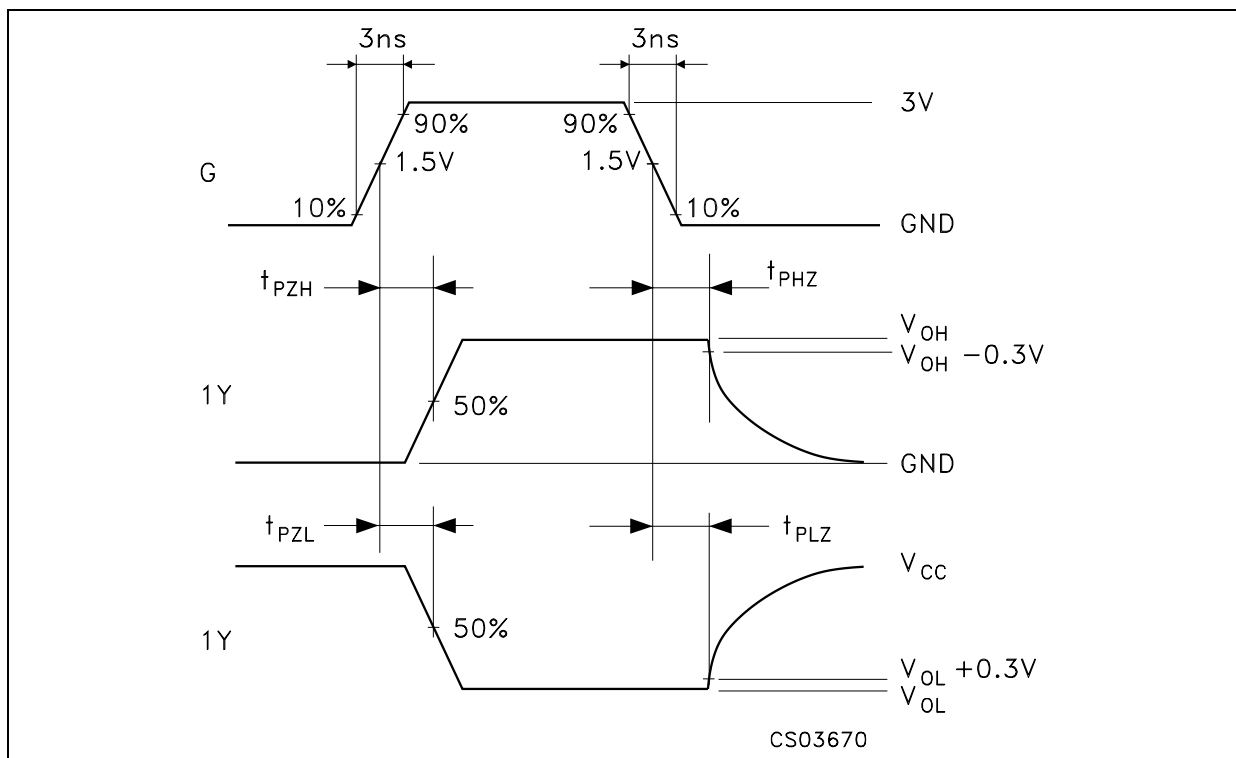 3ns 3ns
3V
90% 90%
G 1.5V 1.5V
10% 10%
GND
tPZH tPHZ
VOH
VOH -0.3V
1Y 50%
GND
tPZL tPLZ
VCC
1Y 50%
VOL +0.3V
VOL
CS03670